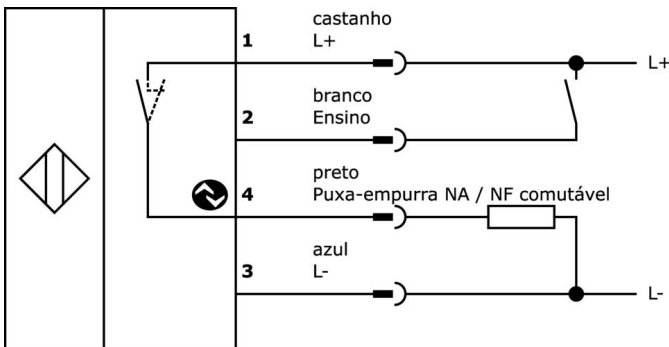 castanho
1 L+
L+
branco
2 Ensino
preto
4 Puxa-empurra NA / NF comutável
azul
3 L-
L-